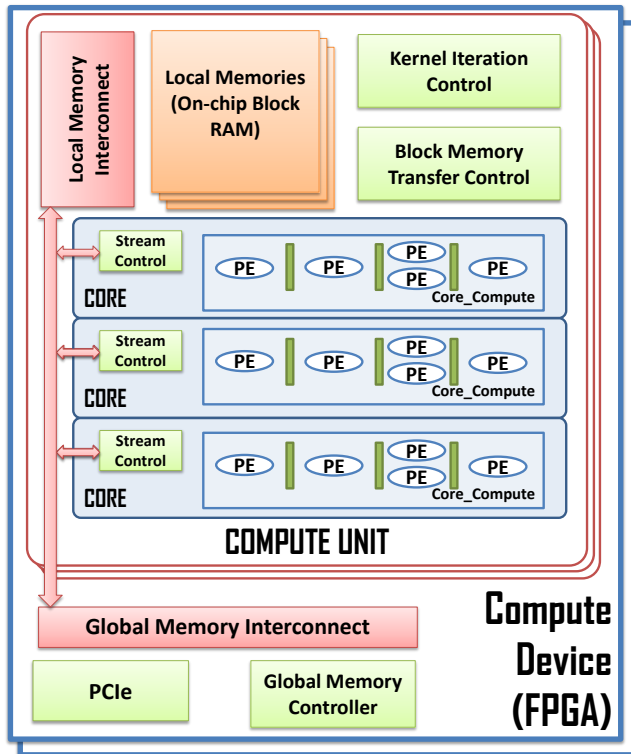 Local Memory
Interconnect
Local Memories
(On-chip Block
RAM)
Kernel Iteration
Control
Block Memory
Transfer Control
Stream
Control
CORE
PE
PE
PE
PE
PE
Core_Compute
Stream
Control
CORE
PE
PE
PE
PE
PE
Core_Compute
Stream
Control
CORE
PE
PE
PE
PE
PE
Core_Compute
COMPUTE UNIT
Global Memory Interconnect
PCIe
Global Memory
Controller
Compute
Device
(FPGA)